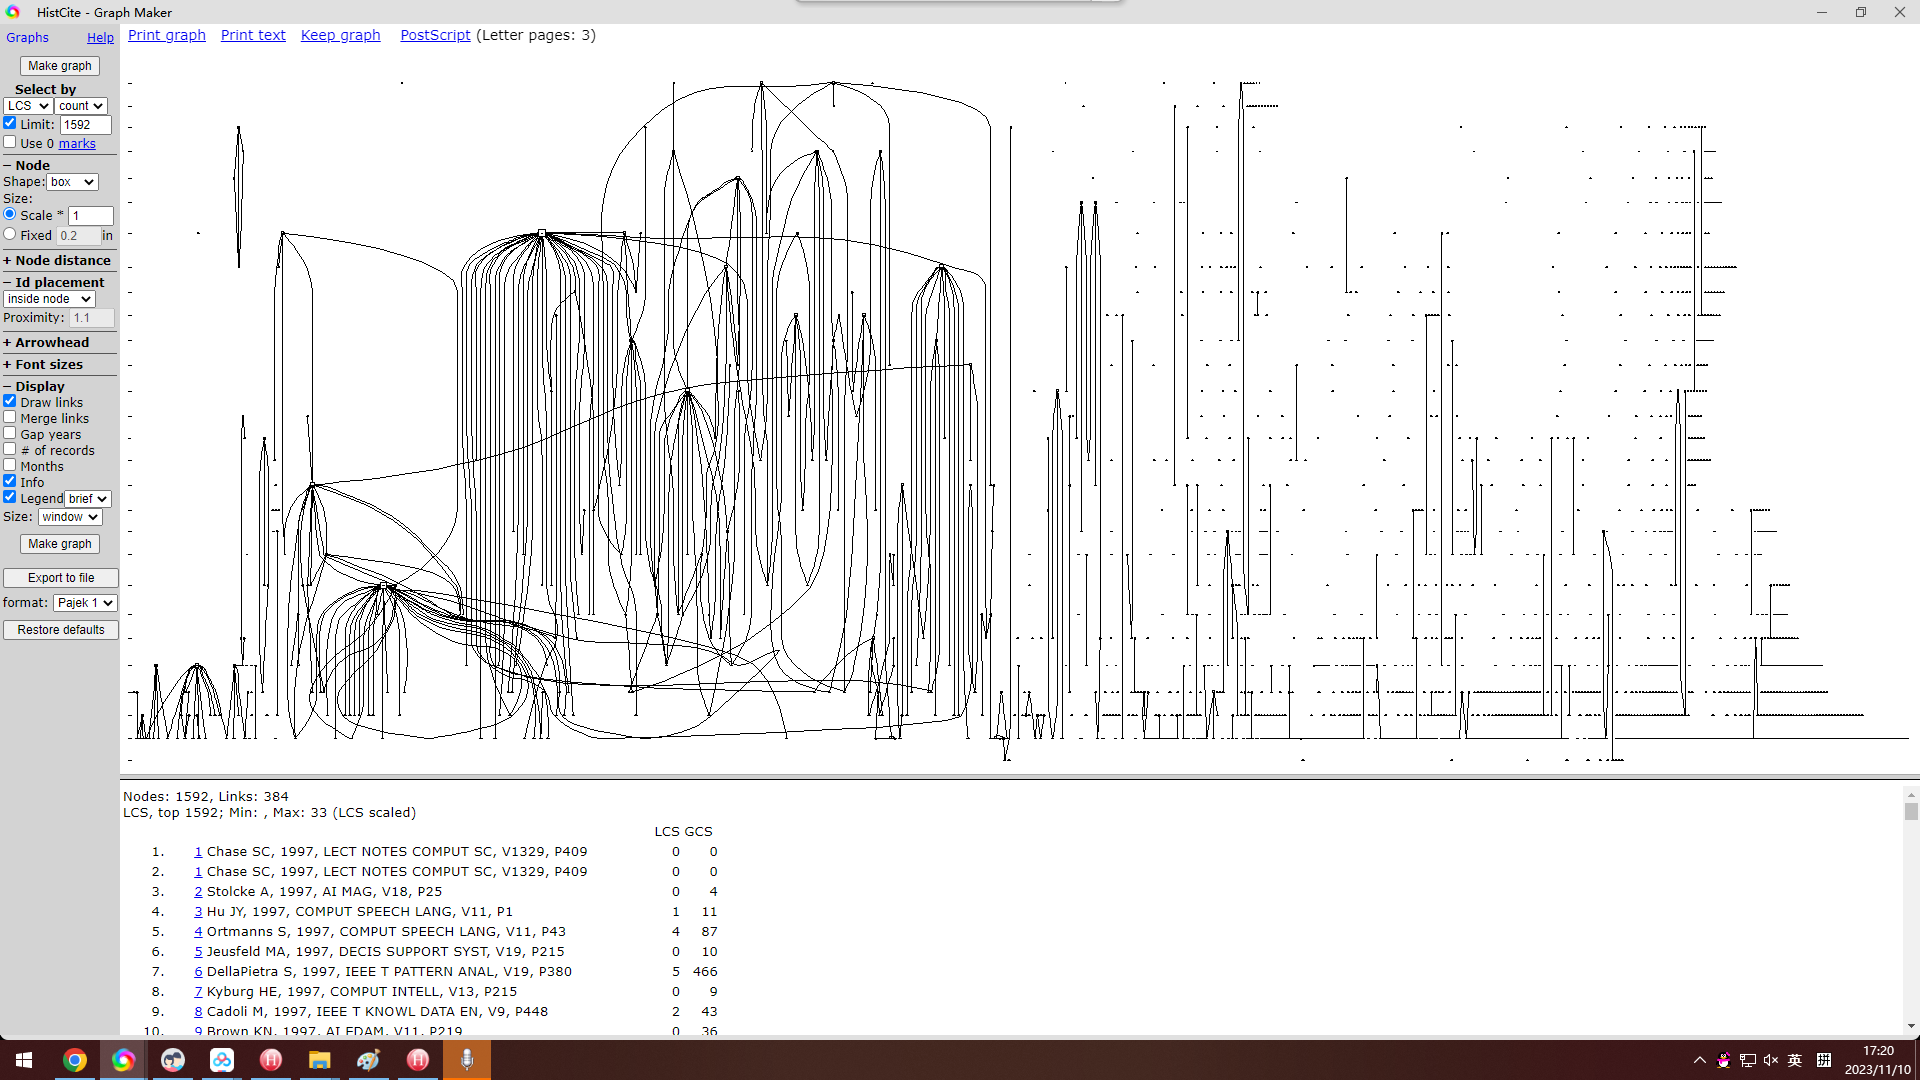 HistCite - Graph Maker
Graphs Help
Print graph Print text Keep graph PostScript (Letter pages: 3)
Make graph
Select by
LCS count
Limit: 1592
Use 0 marks
− Node
Shape: box
Size:
Scale * 1
Fixed 0.2 in
+ Node distance
− Id placement
inside node
Proximity: 1.1
+ Arrowhead
+ Font sizes
− Display
Draw links
Merge links
Gap years
# of records
Months
Info
Legend brief
Size: window
Make graph
Export to file
format: Pajek 1
Restore defaults
Nodes: 1592, Links: 384
LCS, top 1592; Min: , Max: 33 (LCS scaled)
LCS GCS
1. 1 Chase SC, 1997, LECT NOTES COMPUT SC, V1329, P409 0 0
2. 1 Chase SC, 1997, LECT NOTES COMPUT SC, V1329, P409 0 0
3. 2 Stolcke A, 1997, AI MAG, V18, P25 0 4
4. 3 Hu JY, 1997, COMPUT SPEECH LANG, V11, P1 1 11
5. 4 Ortmanns S, 1997, COMPUT SPEECH LANG, V11, P43 4 87
6. 5 Jeusfeld MA, 1997, DECIS SUPPORT SYST, V19, P215 0 10
7. 6 DellaPietra S, 1997, IEEE T PATTERN ANAL, V19, P380 5 466
8. 7 Kyburg HE, 1997, COMPUT INTELL, V13, P215 0 9
9. 8 Cadoli M, 1997, IEEE T KNOWL DATA EN, V9, P448 2 43
10. 9 Brown KN, 1997, AI EDAM, V11, P219 0 36
英 拼 17:20
2023/11/10